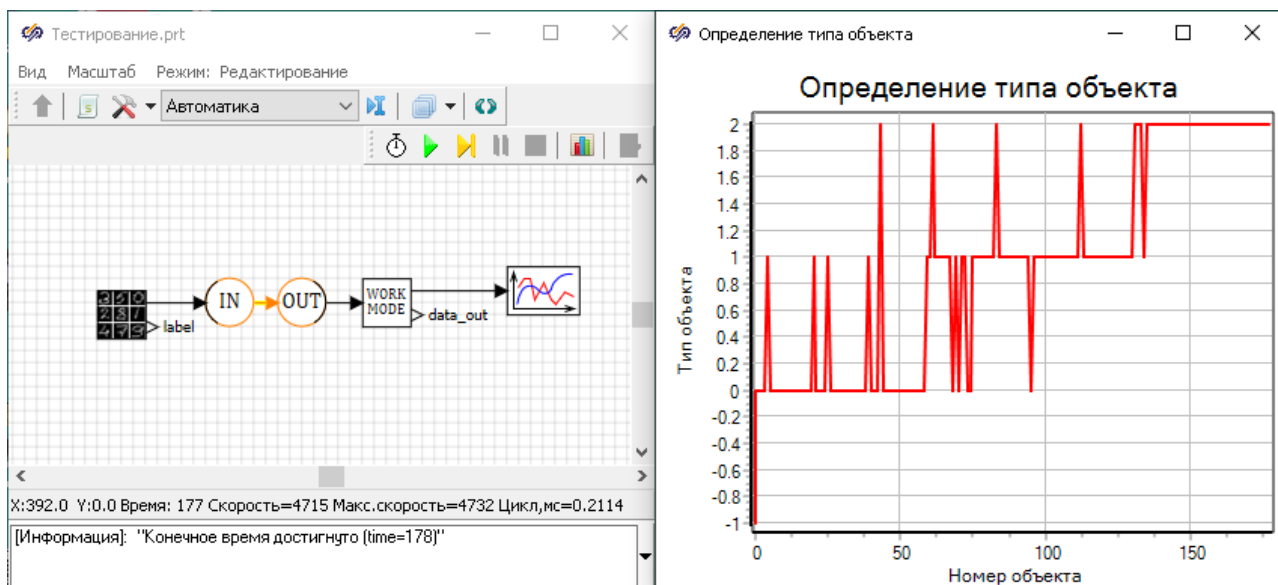 Тестирование.prt
Вид Масштаб Режим: Редактирование
Автоматика
label
IN
OUT
WORK
MODE
data_out
X:392.0 Y:0.0 Время: 177 Скорость=4715 Макс.скорость=4732 Цикл,мс=0.2114
[Информация]: "Конечное время достигнуто (time=178)"
Определение типа объекта
Определение типа объекта
Тип объекта
2
1.8
1.6
1.4
1.2
1
0.8
0.6
0.4
0.2
0
-0.2
-0.4
-0.6
-0.8
-1
0 50 100 150
Номер объекта